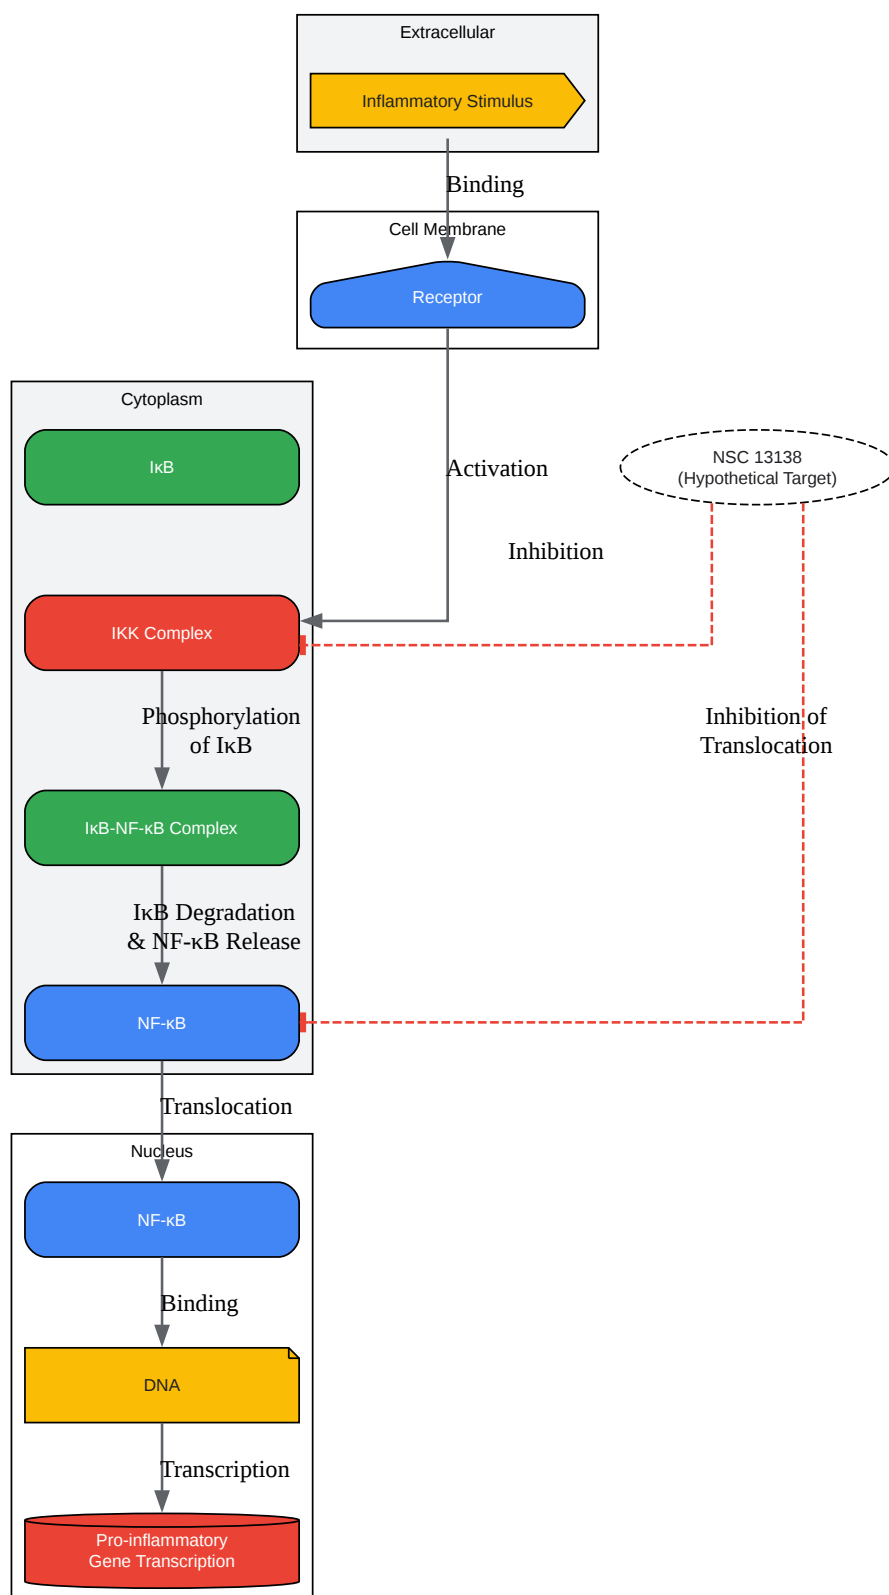 Extracellular
Inflammatory Stimulus
Binding
Cell Membrane
Receptor
Cytoplasm
IκB
Activation
NSC 13138
(Hypothetical Target)
Inhibition
IKK Complex
Phosphorylation
of IκB
Inhibition of
Translocation
IκB-NF-κB Complex
IκB Degradation
& NF-κB Release
NF-κB
Translocation
Nucleus
NF-κB
Binding
DNA
Transcription
Pro-inflammatory
Gene Transcription